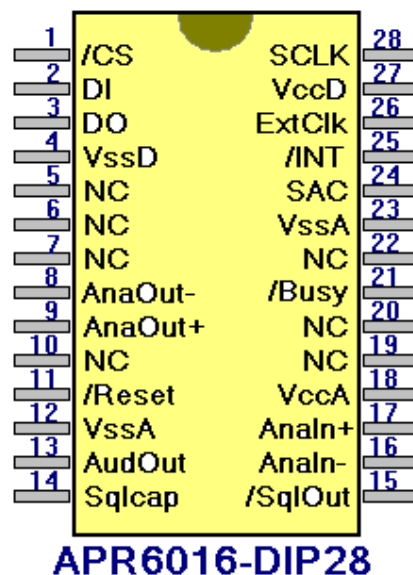 1 /CS SCLK 28
2 DI VccD 27
3 DO ExtClk 26
4 VssD /INT 25
5 NC SAC 24
6 NC VssA 23
7 NC NC 22
8 AnaOut- /Busy 21
9 AnaOut+ NC 20
10 NC NC 19
11 /Reset VccA 18
12 VssA AnaIn+ 17
13 AudOut AnaIn- 16
14 Sqlcap /SqlOut 15
APR6016-DIP28